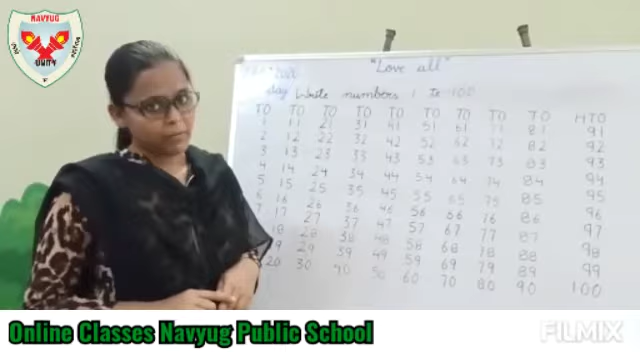 NAVYUG
UNITY
"Love all"
day Write numbers 1 to 100
TO TO TO TO TO TO TO TO TO HTO
1 11 21 31 41 51 61 71 81 91
2 12 22 32 42 52 62 72 82 92
3 13 23 33 43 53 63 73 83 93
4 14 24 34 44 54 64 74 84 94
5 15 25 35 45 55 65 75 85 95
6 16 26 36 46 56 66 76 86 96
7 17 27 37 47 57 67 77 87 97
18 28 38 48 58 68 78 88 98
9 29 39 49 59 69 79 89 99
20 30 40 50 60 70 80 90 100
Online Classes Navyug Public School
FILMIX